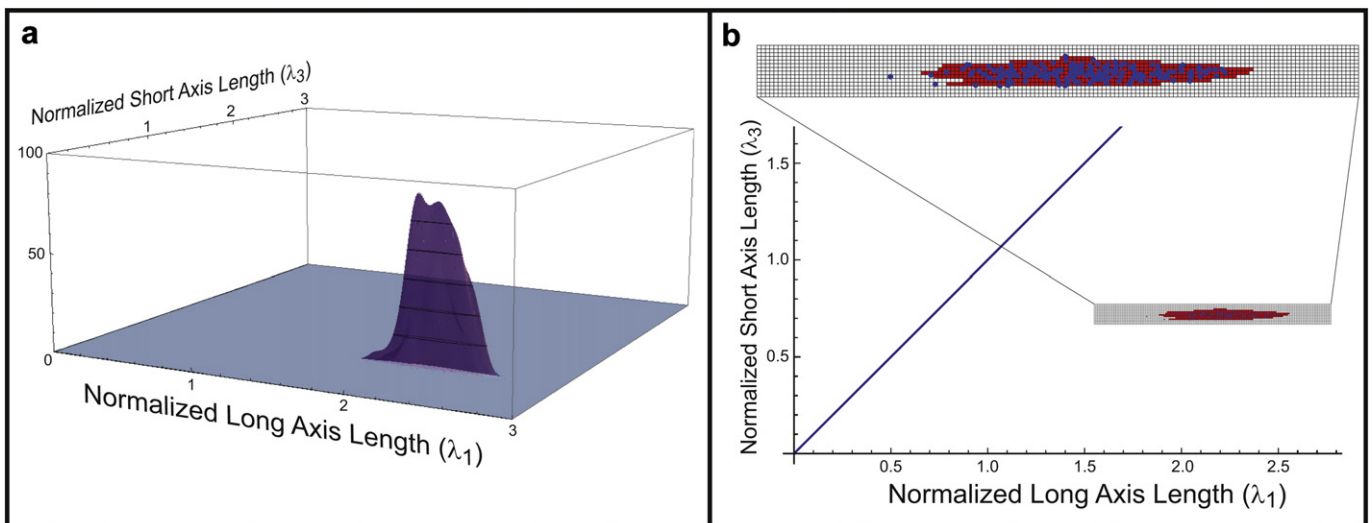 a
Normalized Short Axis Length (λ3)
1
2
3
100
50
0
1
2
3
Normalized Long Axis Length (λ1)
b
Normalized Short Axis Length (λ3)
1.5
1.0
0.5
0.5
1.0
1.5
2.0
2.5
Normalized Long Axis Length (λ1)